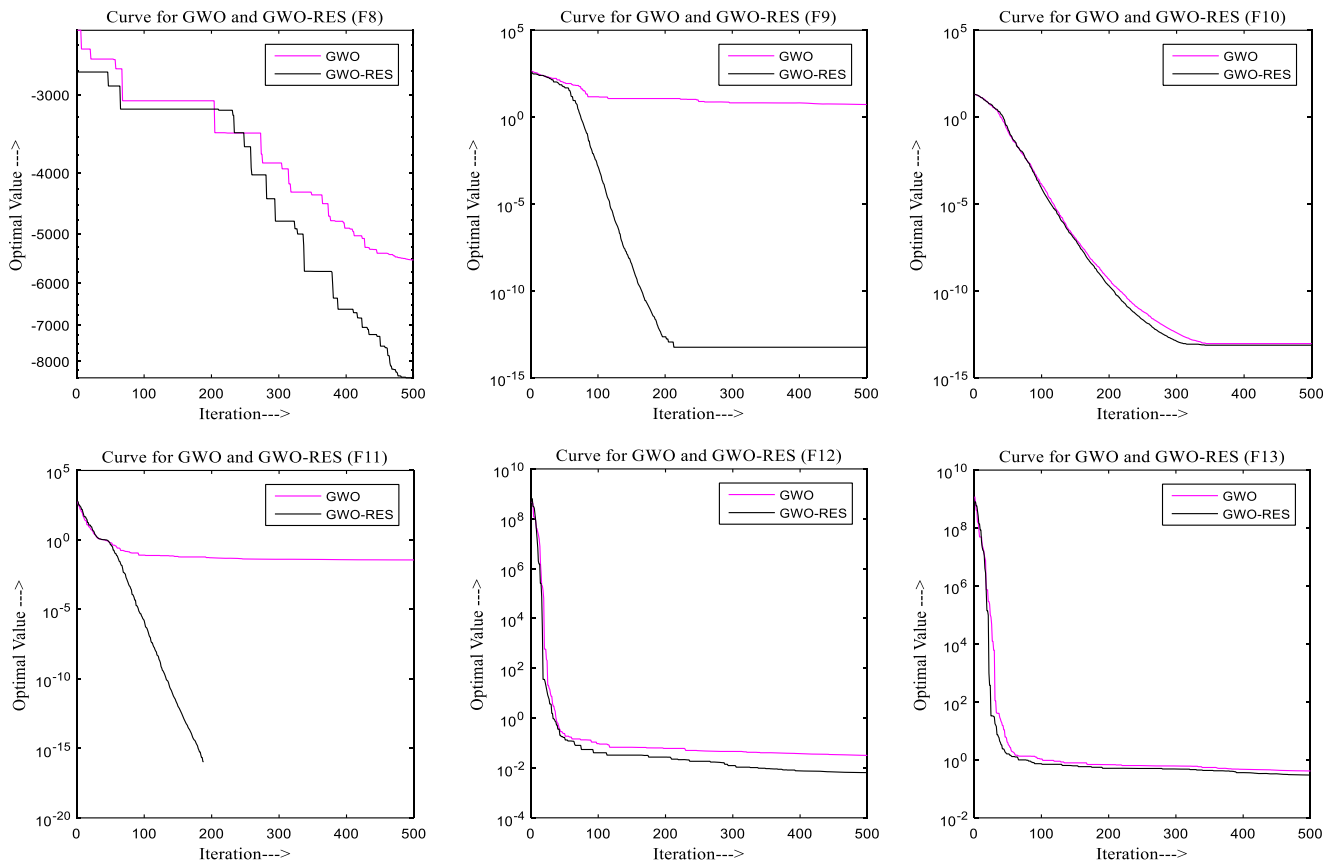 Curve for GWO and GWO-RES (F8)
Optimal Value --->
-3000
-4000
-5000
-6000
-7000
-8000
GWO
GWO-RES
0 100 200 300 400 500
Iteration--->
Curve for GWO and GWO-RES (F9)
Optimal Value --->
10^5
10^0
10^-5
10^-10
10^-15
GWO
GWO-RES
0 100 200 300 400 500
Iteration--->
Curve for GWO and GWO-RES (F10)
Optimal Value --->
10^5
10^0
10^-5
10^-10
10^-15
GWO
GWO-RES
0 100 200 300 400 500
Iteration--->
Curve for GWO and GWO-RES (F11)
Optimal Value --->
10^5
10^0
10^-5
10^-10
10^-15
10^-20
GWO
GWO-RES
0 100 200 300 400 500
Iteration--->
Curve for GWO and GWO-RES (F12)
Optimal Value --->
10^10
10^8
10^6
10^4
10^2
10^0
10^-2
10^-4
GWO
GWO-RES
0 100 200 300 400 500
Iteration--->
Curve for GWO and GWO-RES (F13)
Optimal Value --->
10^10
10^8
10^6
10^4
10^2
10^0
10^-2
GWO
GWO-RES
0 100 200 300 400 500
Iteration--->